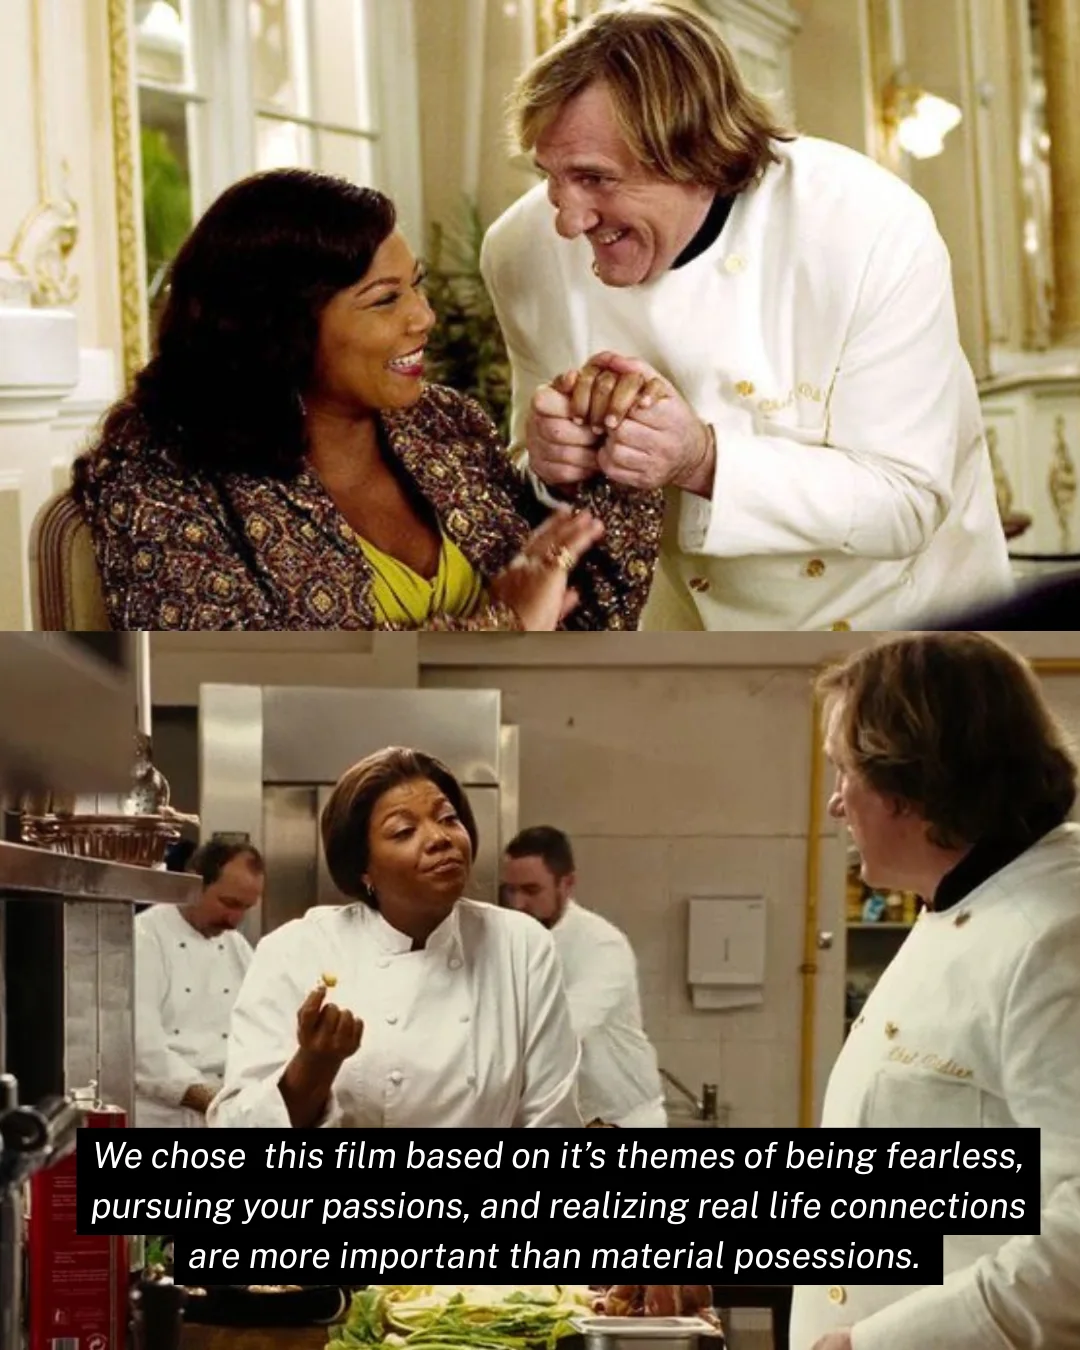 We chose  this film based on it’s themes of being fearless,
pursuing your passions, and realizing real life connections
are more important than material posessions.